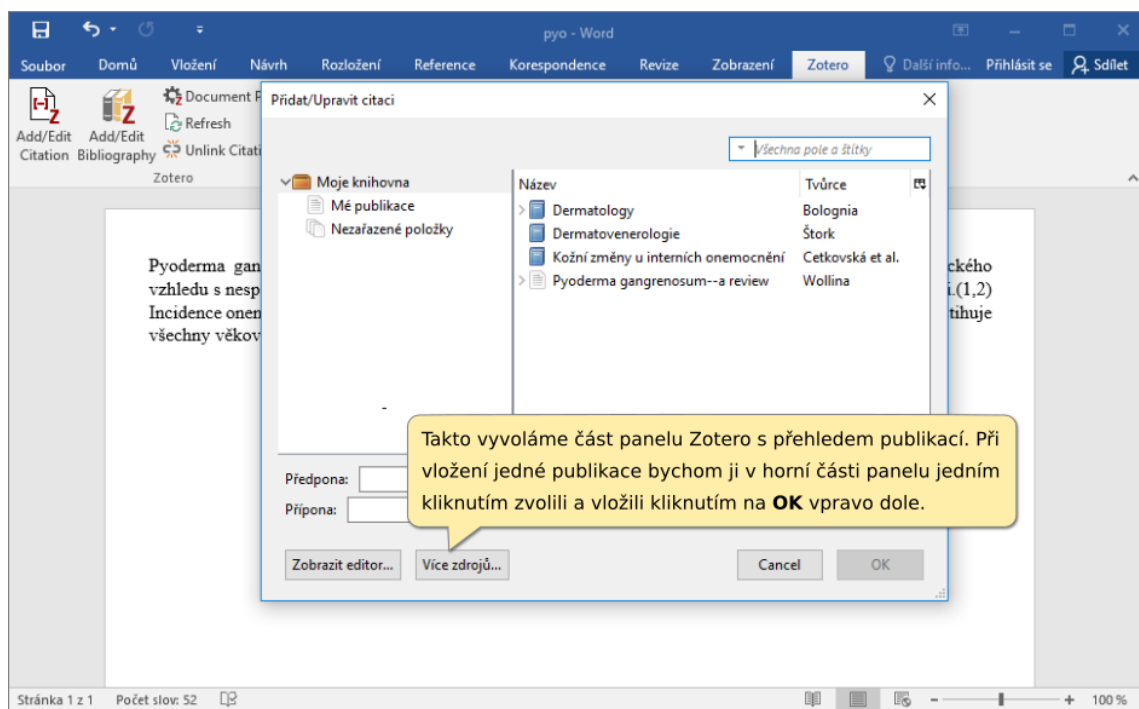 pyo - Word
Soubor Domů Vložení Návrh Rozložení Reference Korespondence Revize Zobrazení Zotero Další info... Přihlásit se Sdílet
Add/Edit Citation
Add/Edit Bibliography
Document P
Refresh
Unlink Citati
Zotero
Přidat/Upravit citaci
Všechna pole a štítky
Moje knihovna
Mé publikace
Nezařazené položky
Název Tvůrce
Dermatology Bolognia
Dermatovenerologie Štork
Kožní změny u interních onemocnění Cetkovská et al.
Pyoderma gangrenosum--a review Wollina
Pyoderma gan ckého
vzhledu s nesp i.(1,2)
Incidence onem tihuje
všechny věkov
Takto vyvoláme část panelu Zotero s přehledem publikací. Při
vložení jedné publikace bychom ji v horní části panelu jedním
kliknutím zvolili a vložili kliknutím na OK vpravo dole.
Předpona:
Přípona:
Zobrazit editor... Více zdrojů... Cancel OK
Stránka 1 z 1 Počet slov: 52 100 %